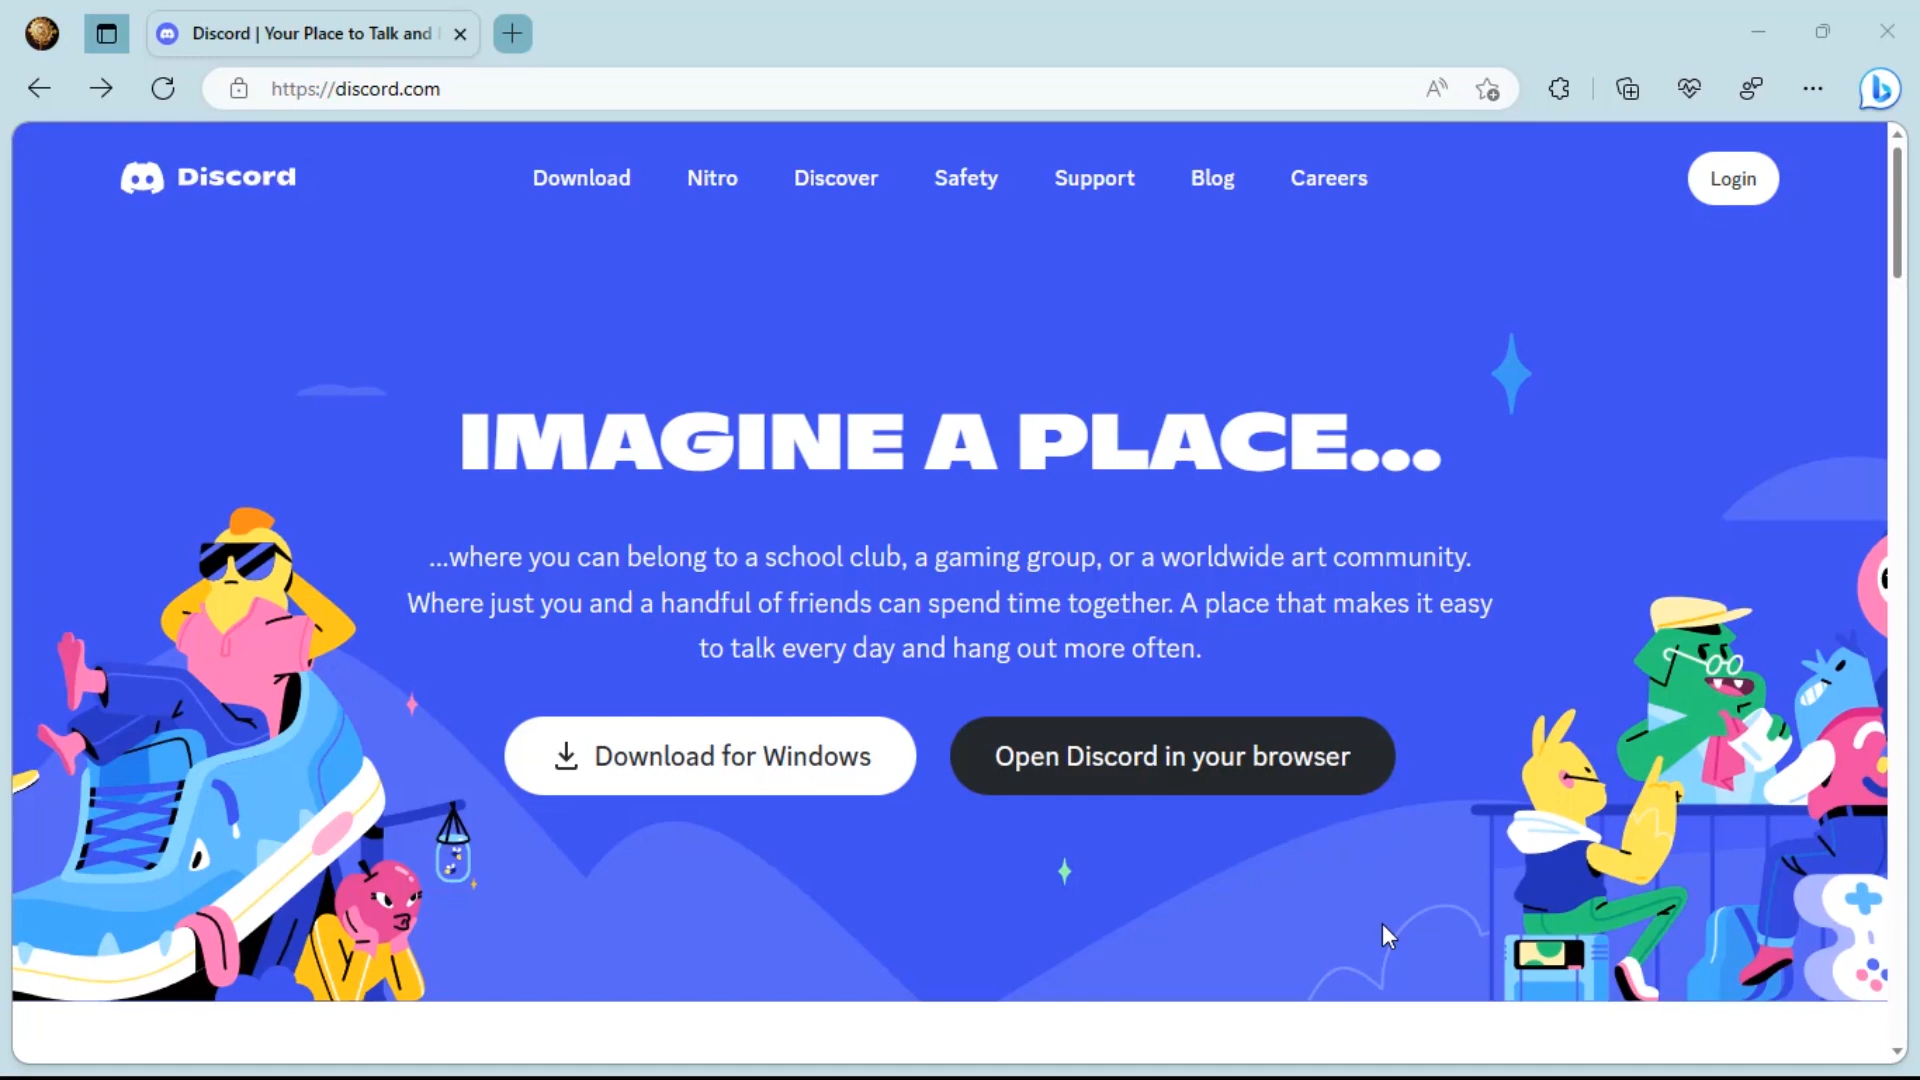 Discord | Your Place to Talk and
https://discord.com
Discord
Download
Nitro
Discover
Safety
Support
Blog
Careers
Login
IMAGINE A PLACE...
...where you can belong to a school club, a gaming group, or a worldwide art community.
Where just you and a handful of friends can spend time together. A place that makes it easy
to talk every day and hang out more often.
Download for Windows
Open Discord in your browser